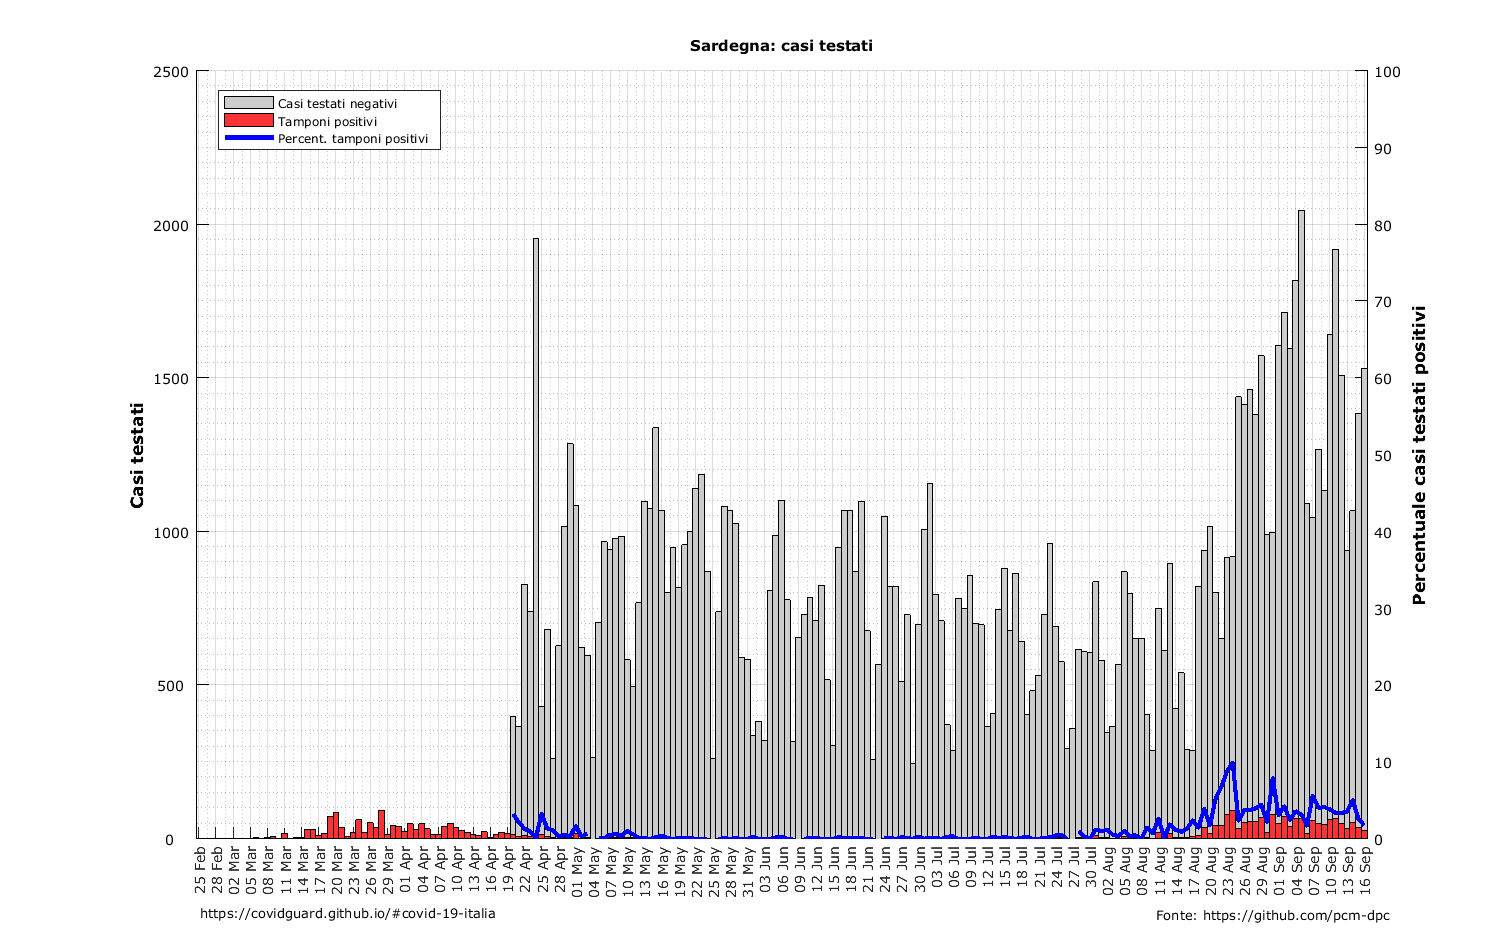 Sardegna: casi testati
2500
2000
1500
1000
500
0
Casi testati
Casi testati negativi
Tamponi positivi
Percent. tamponi positivi
100
90
80
70
60
50
40
30
20
10
0
Percentuale casi testati positivi
25 Feb
28 Feb
02 Mar
05 Mar
08 Mar
11 Mar
14 Mar
17 Mar
20 Mar
23 Mar
26 Mar
29 Mar
01 Apr
04 Apr
07 Apr
10 Apr
13 Apr
16 Apr
19 Apr
22 Apr
25 Apr
28 Apr
01 May
04 May
07 May
10 May
13 May
16 May
19 May
22 May
25 May
28 May
31 May
03 Jun
06 Jun
09 Jun
12 Jun
15 Jun
18 Jun
21 Jun
24 Jun
27 Jun
30 Jun
03 Jul
06 Jul
09 Jul
12 Jul
15 Jul
18 Jul
21 Jul
24 Jul
27 Jul
30 Jul
02 Aug
05 Aug
08 Aug
11 Aug
14 Aug
17 Aug
20 Aug
23 Aug
26 Aug
29 Aug
01 Sep
04 Sep
07 Sep
10 Sep
13 Sep
16 Sep
https://covidguard.github.io/#covid-19-italia
Fonte: https://github.com/pcm-dpc